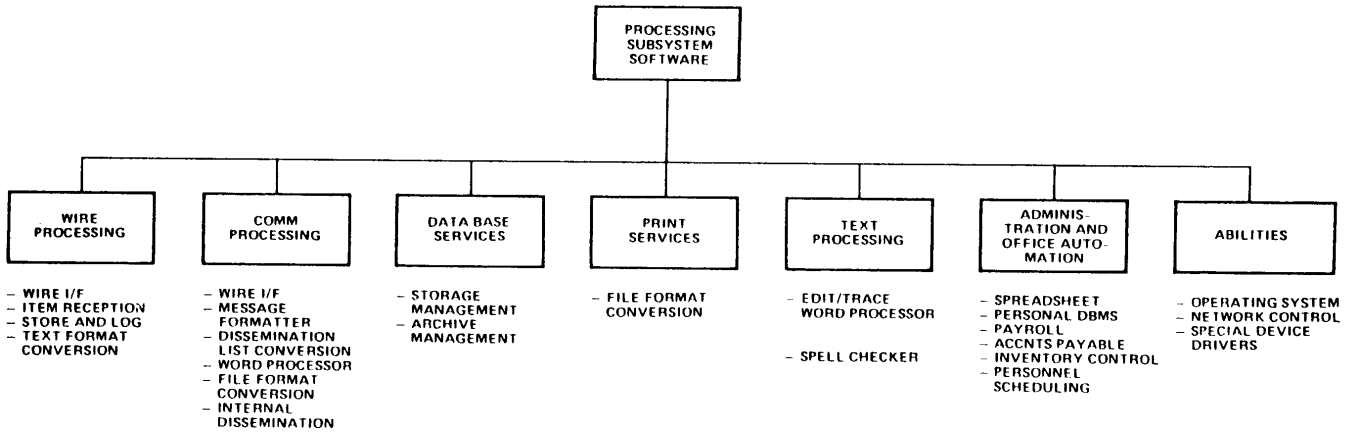 PROCESSING
SUBSYSTEM
SOFTWARE
WIRE
PROCESSING
– WIRE I/F
– ITEM RECEPTION
– STORE AND LOG
– TEXT FORMAT
CONVERSION
COMM
PROCESSING
– WIRE I/F
– MESSAGE
FORMATTER
– DISSEMINATION
LIST CONVERSION
– WORD PROCESSOR
– FILE FORMAT
CONVERSION
– INTERNAL
DISSEMINATION
DATA BASE
SERVICES
– STORAGE
MANAGEMENT
– ARCHIVE
MANAGEMENT
PRINT
SERVICES
– FILE FORMAT
CONVERSION
TEXT
PROCESSING
– EDIT/TRACE
WORD PROCESSOR
– SPELL CHECKER
ADMINIS-
TRATION AND
OFFICE AUTO-
MATION
– SPREADSHEET
– PERSONAL DBMS
– PAYROLL
– ACCNTS PAYABLE
– INVENTORY CONTROL
– PERSONNEL
SCHEDULING
ABILITIES
– OPERATING SYSTEM
– NETWORK CONTROL
– SPECIAL DEVICE
DRIVERS